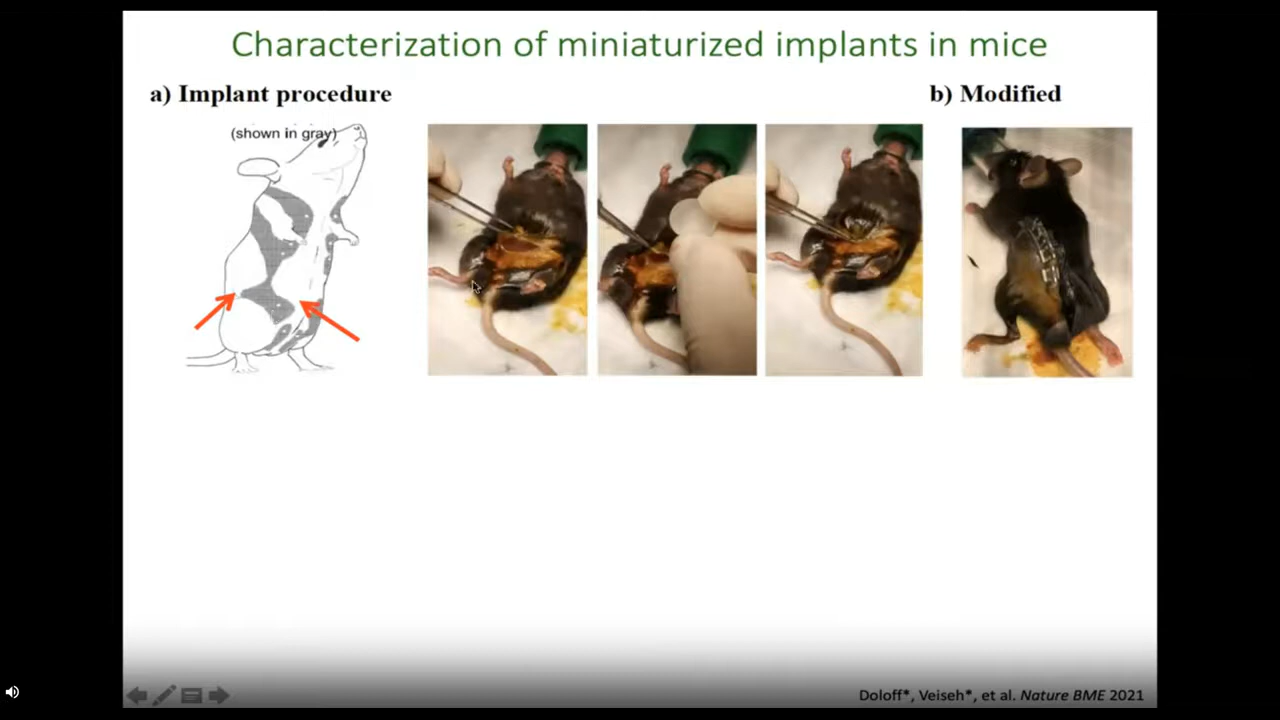 Characterization of miniaturized implants in mice
a) Implant procedure
b) Modified
(shown in gray)
Doloff*, Veiseh*, et al. Nature BME 2021